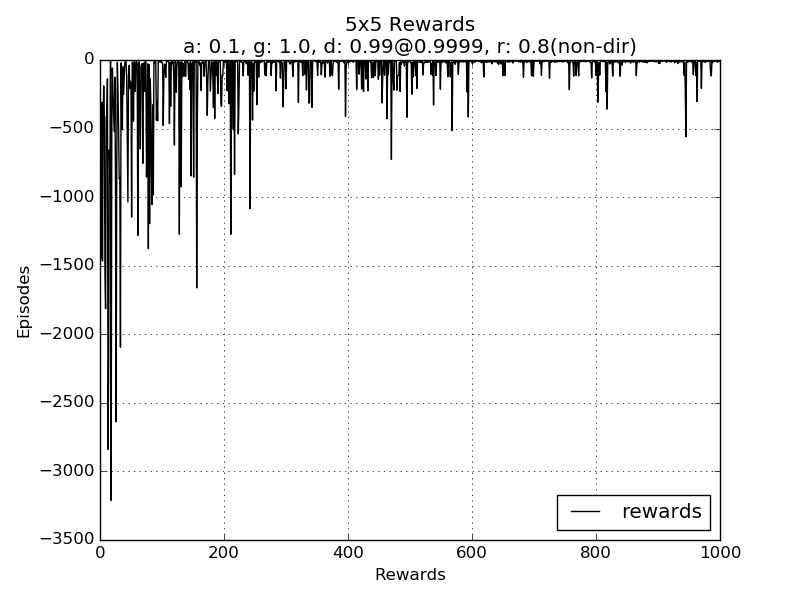 5x5 Rewards
a: 0.1, g: 1.0, d: 0.99@0.9999, r: 0.8(non-dir)
0
−500
−1000
−1500
−2000
−2500
−3000
−3500
Episodes
rewards
0 200 400 600 800 1000
Rewards